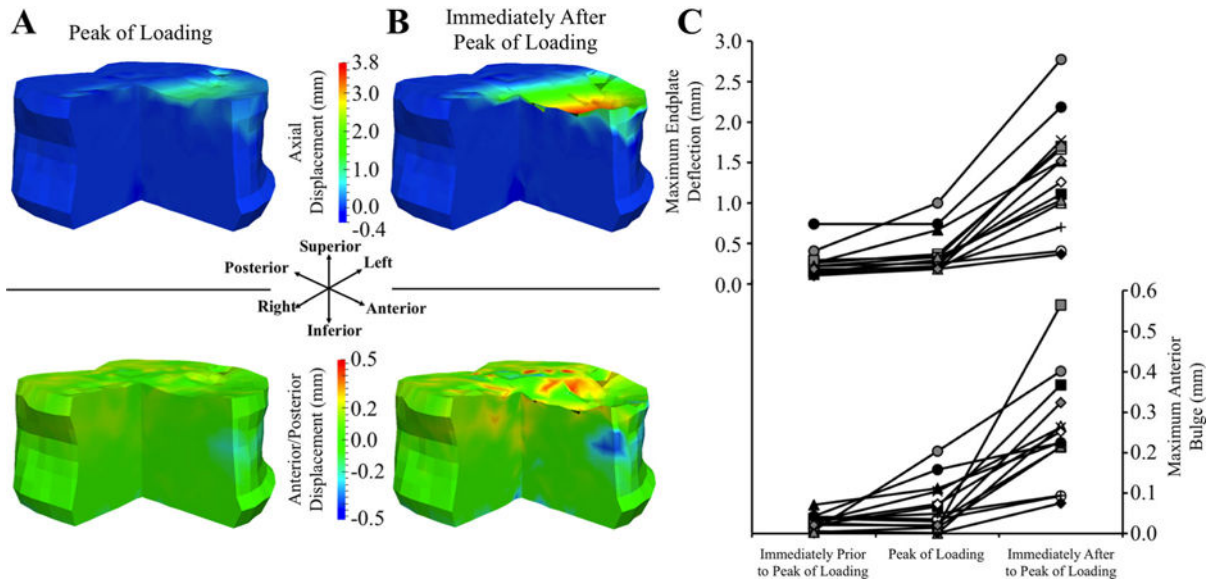 A
Peak of Loading
B
Immediately After
Peak of Loading
C
Axial
Displacement (mm)
3.8
3.0
2.0
1.0
0.0
-0.4
Superior
Posterior
Left
Right
Anterior
Inferior
Anterior/Posterior
Displacement (mm)
0.5
0.2
0.0
-0.2
-0.5
Maximum Endplate
Deflection (mm)
3.0
2.5
2.0
1.5
1.0
0.5
0.0
0.6
0.5
0.4
0.3
0.2
0.1
0.0
Maximum Anterior
Bulge (mm)
Immediately Prior
to Peak of Loading
Peak of Loading
Immediately After
to Peak of Loading